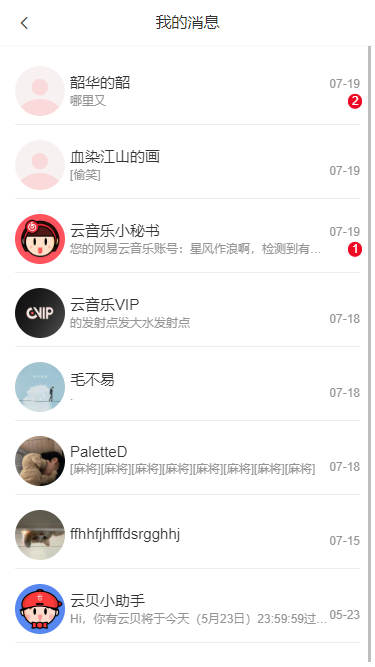 我的消息
韶华的韶
07-19
哪里又
2
血染江山的画
[偷笑]
07-19
云音乐小秘书
07-19
您的网易云音乐账号：星风作浪啊，检测到有...
1
CVIP
云音乐VIP
的发射点发大水发射点
07-18
毛不易
.
07-18
PaletteD
[麻将][麻将][麻将][麻将][麻将][麻将][麻将][麻将]
07-18
ffhhfjhfffdsrgghhj
07-15
云贝小助手
Hi，你有云贝将于今天（5月23日）23:59:59过...
05-23